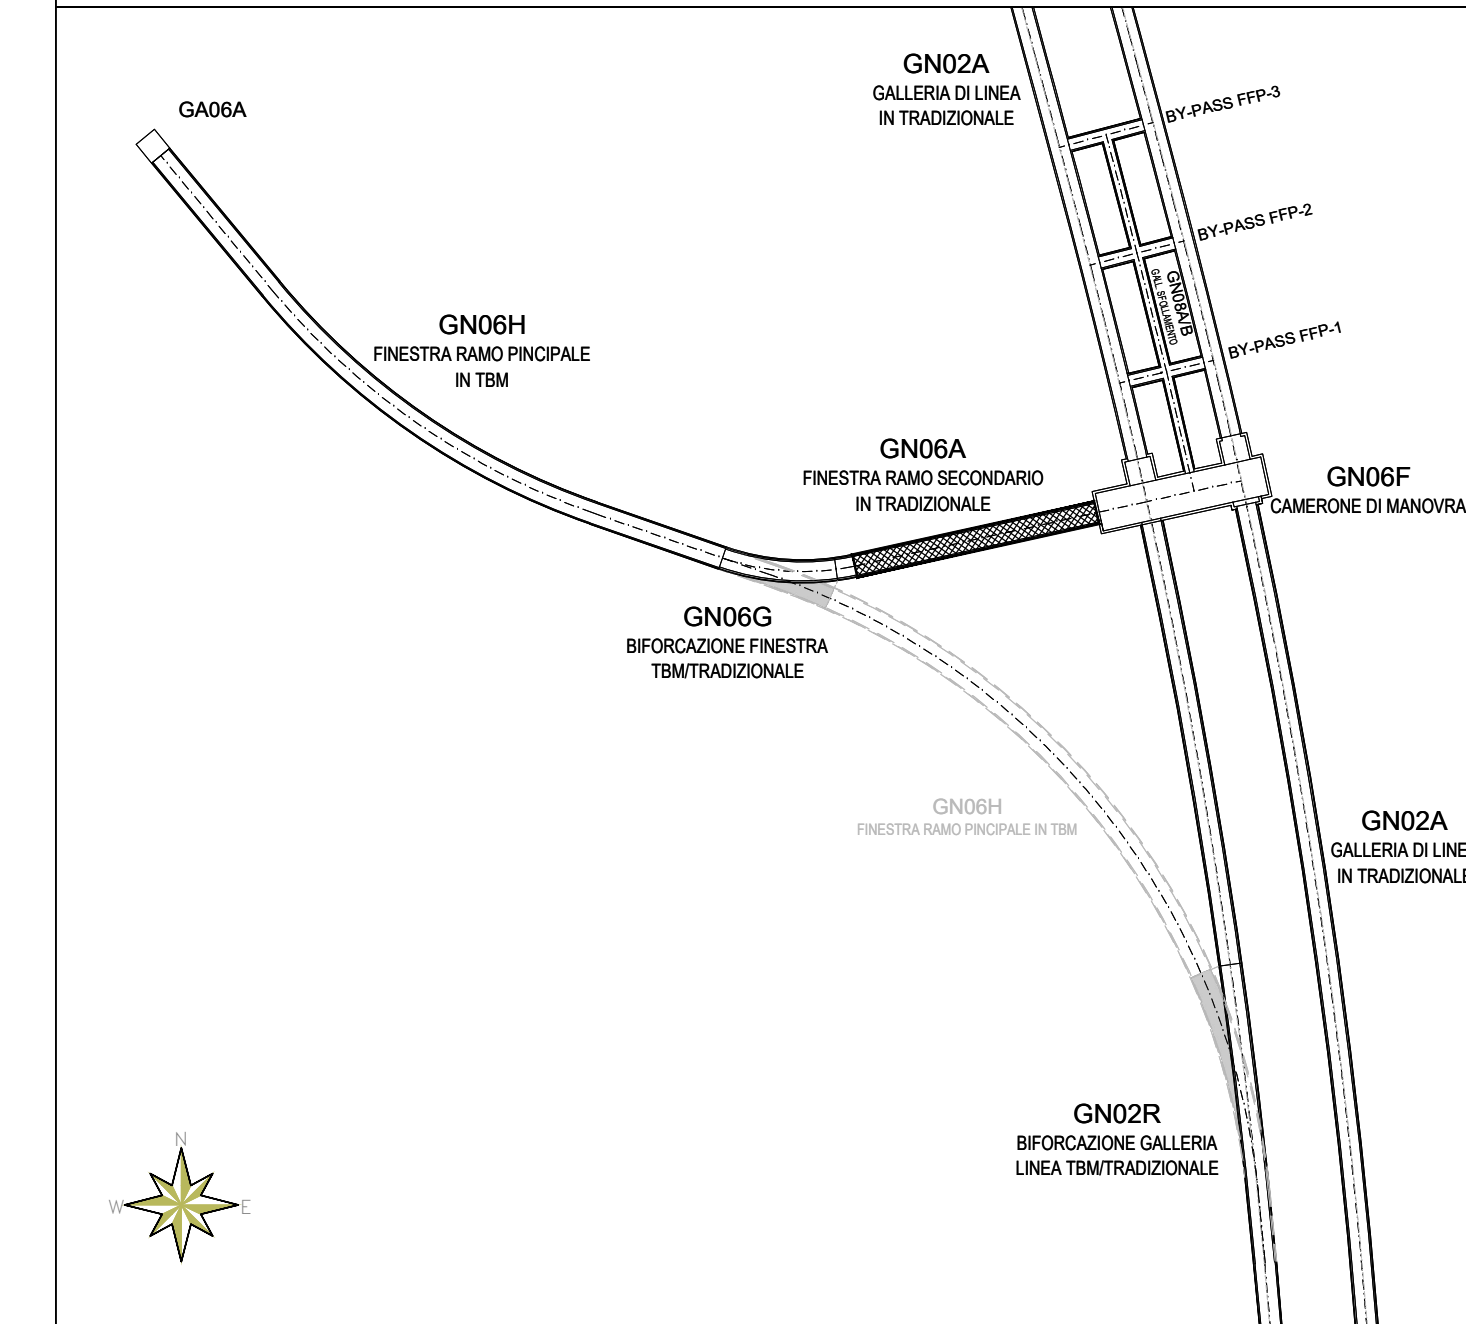 GN02A
GALLERIA DI LINEA
IN TRADIZIONALE
GA06A
BY-PASS FFP-3
BY-PASS FFP-2
GN08A/B
GALL. SFOLLAMENTO
BY-PASS FFP-1
GN06H
FINESTRA RAMO PINCIPALE
IN TBM
GN06A
FINESTRA RAMO SECONDARIO
IN TRADIZIONALE
GN06F
CAMERONE DI MANOVRA
GN06G
BIFORCAZIONE FINESTRA
TBM/TRADIZIONALE
GN06H
FINESTRA RAMO PINCIPALE IN TBM
GN02A
GALLERIA DI LINE
IN TRADIZIONALE
GN02R
BIFORCAZIONE GALLERIA
LINEA TBM/TRADIZIONALE
N
W
E